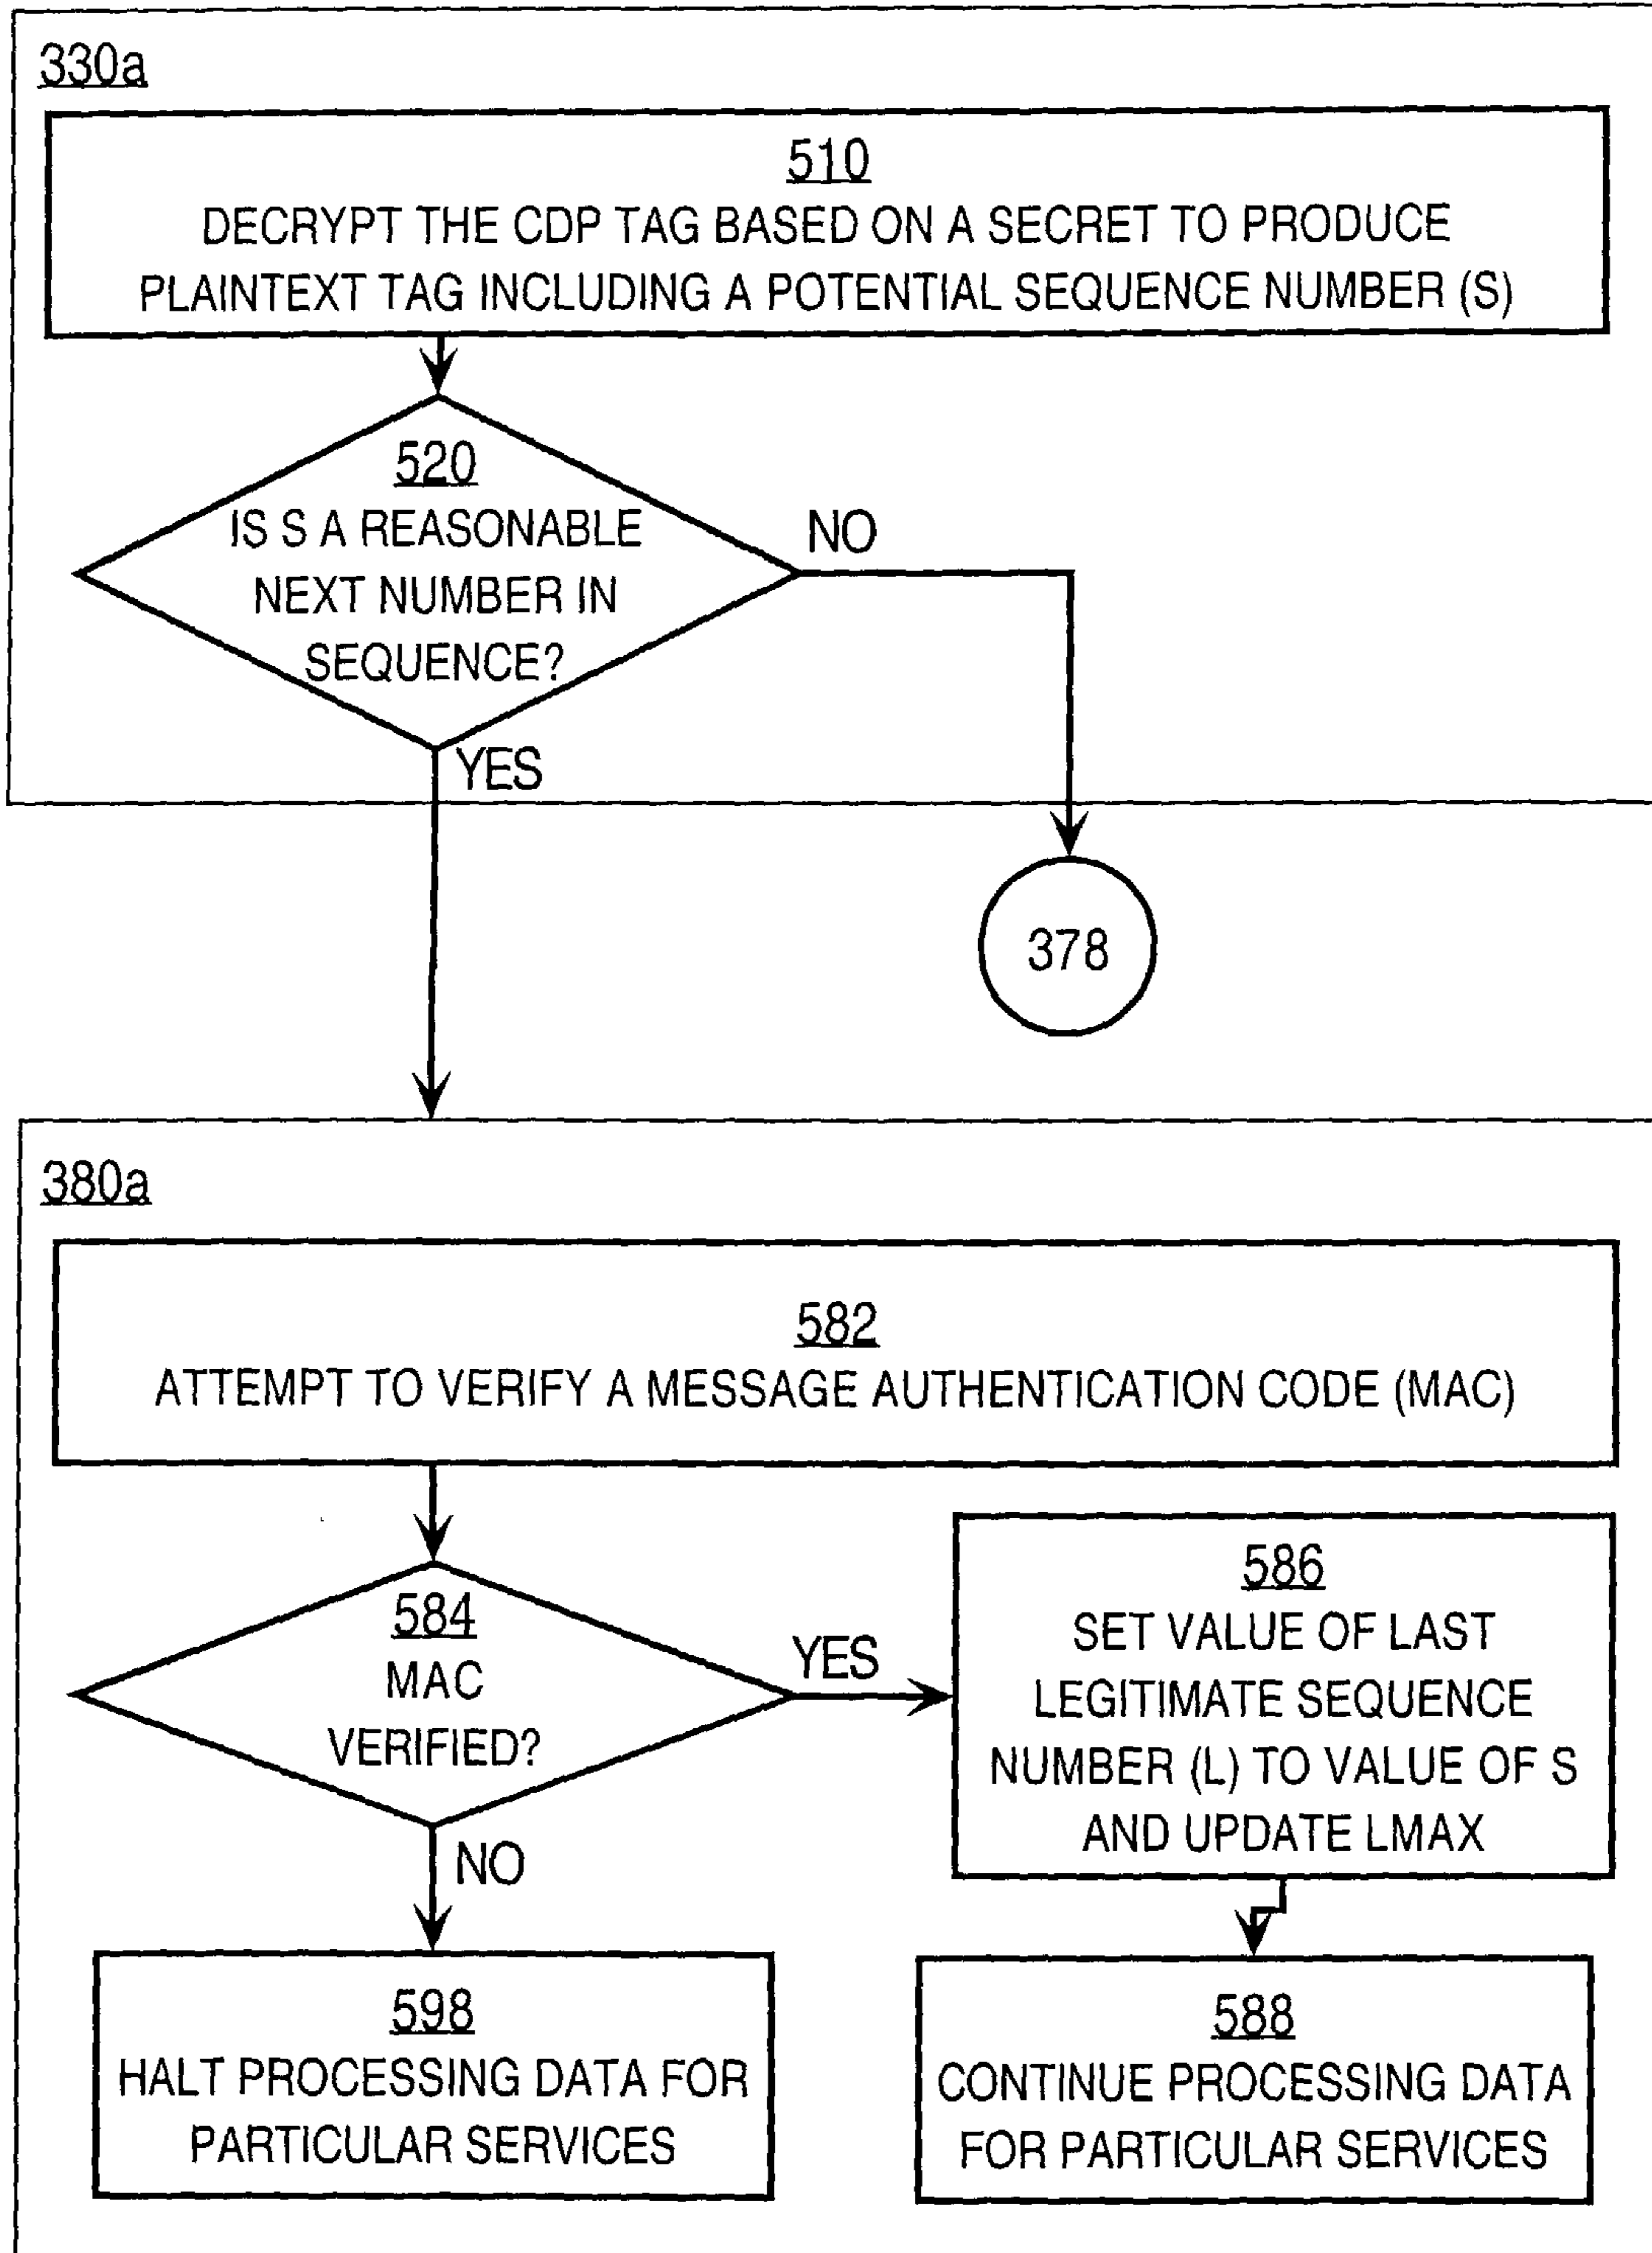 330a
510
DECRYPT THE CDP TAG BASED ON A SECRET TO PRODUCE
PLAINTEXT TAG INCLUDING A POTENTIAL SEQUENCE NUMBER (S)
520
IS S A REASONABLE
NEXT NUMBER IN
SEQUENCE?
NO
YES
378
380a
582
ATTEMPT TO VERIFY A MESSAGE AUTHENTICATION CODE (MAC)
584
MAC
VERIFIED?
YES
NO
586
SET VALUE OF LAST
LEGITIMATE SEQUENCE
NUMBER (L) TO VALUE OF S
AND UPDATE LMAX
598
HALT PROCESSING DATA FOR
PARTICULAR SERVICES
588
CONTINUE PROCESSING DATA
FOR PARTICULAR SERVICES